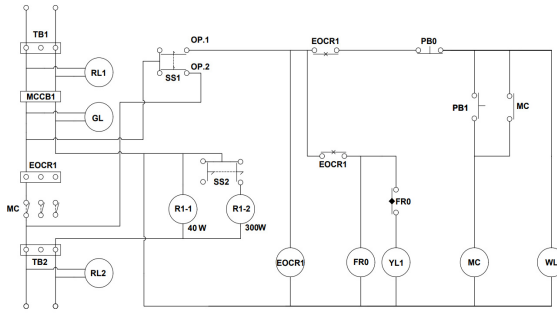 TB1
RL1
MCCB1
GL
EOCR1
MC
TB2
RL2
OP.1
SS1
OP.2
SS2
R1-1
40 W
R1-2
300W
EOCR1
PB0
PB1
MC
EOCR1
FR0
EOCR1
FR0
YL1
MC
WL